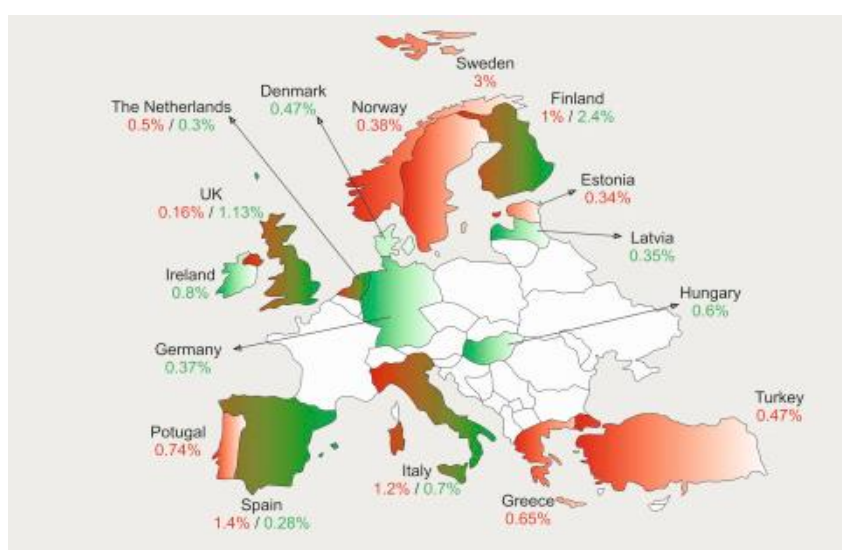 Sweden
3%
Denmark
0.47%
The Netherlands
0.5% / 0.3%
Norway
0.38%
Finland
1% / 2.4%
Estonia
0.34%
UK
0.16% / 1.13%
Latvia
0.35%
Ireland
0.8%
Hungary
0.6%
Germany
0.37%
Turkey
0.47%
Potugal
0.74%
Italy
1.2% / 0.7%
Spain
1.4% / 0.28%
Greece
0.65%